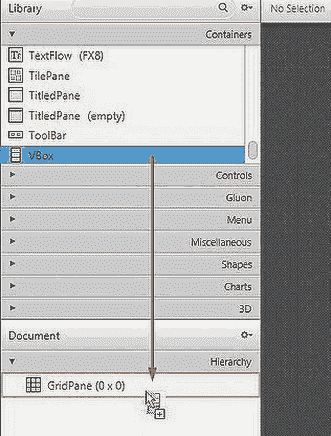 Library
No Selection
Containers
TextFlow (FX8)
TilePane
TitledPane
TitledPane (empty)
ToolBar
VBox
Controls
Gluon
Menu
Miscellaneous
Shapes
Charts
3D
Document
Hierarchy
GridPane (0 x 0)